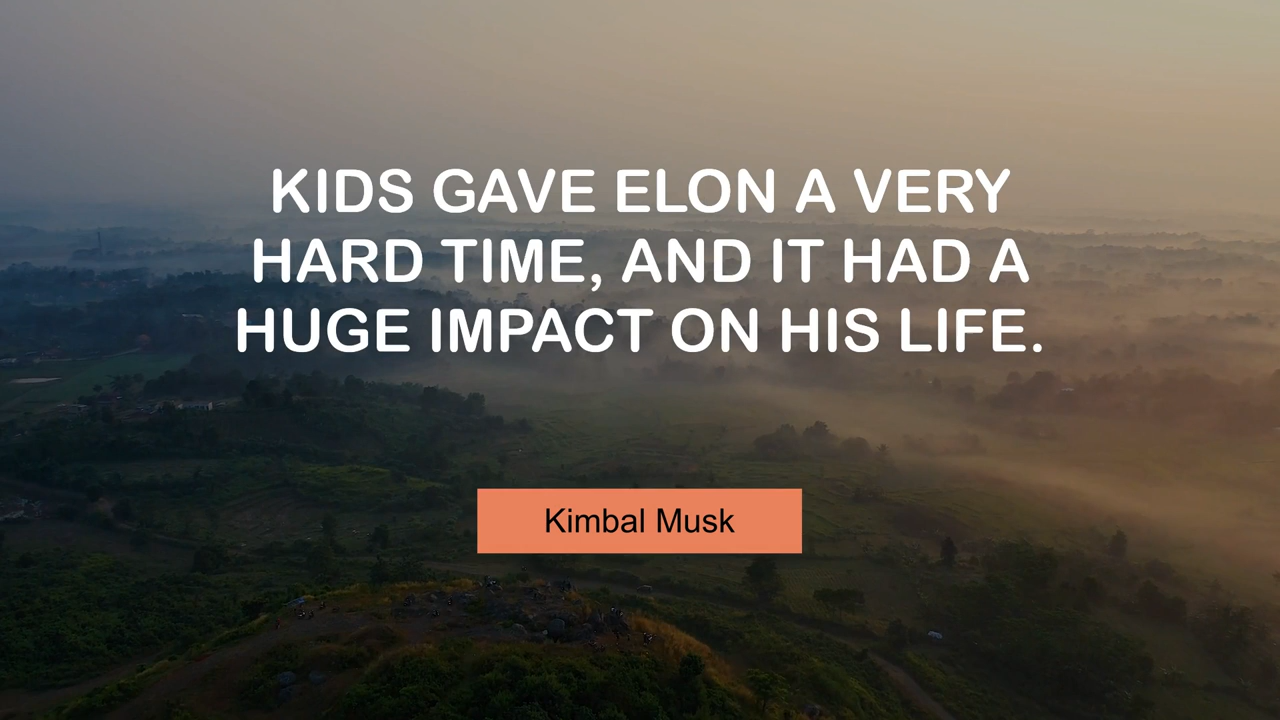 KIDS GAVE ELON A VERY
HARD TIME, AND IT HAD A
HUGE IMPACT ON HIS LIFE.
Kimbal Musk